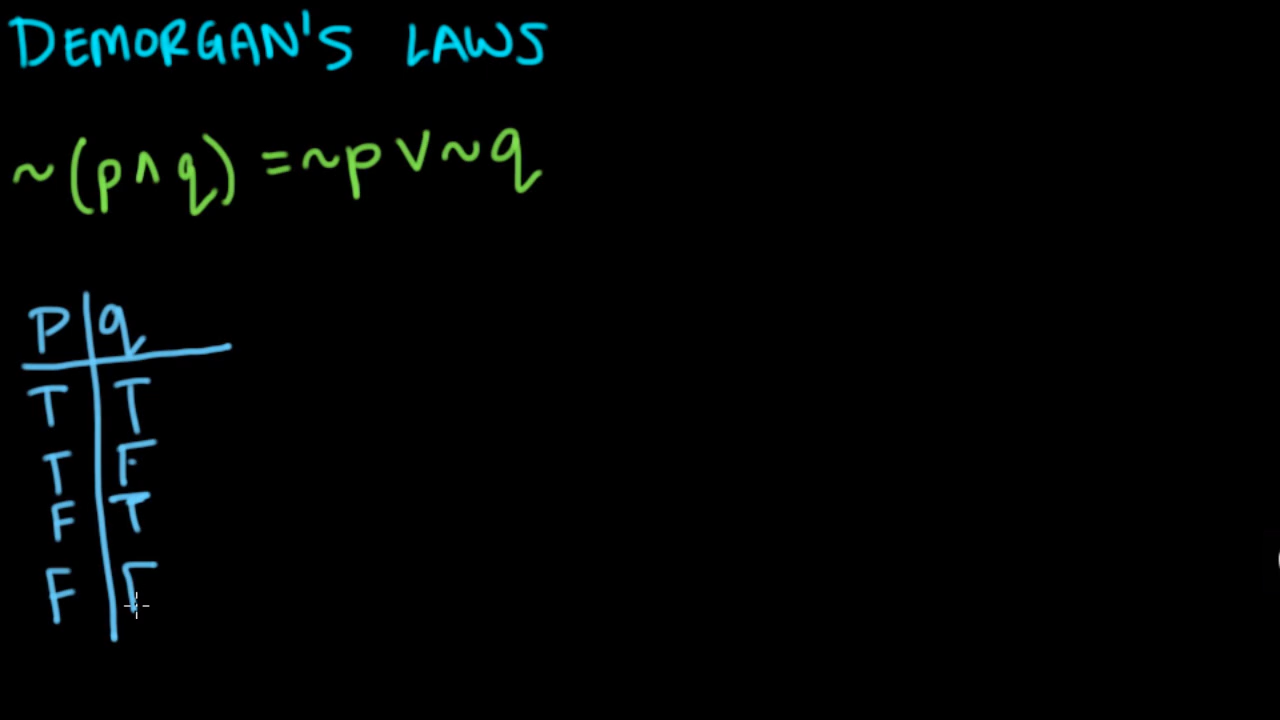 DEMORGAN'S LAWS
~(p∧q) = ~p∨~q
P q
T T
T F
F T
F F